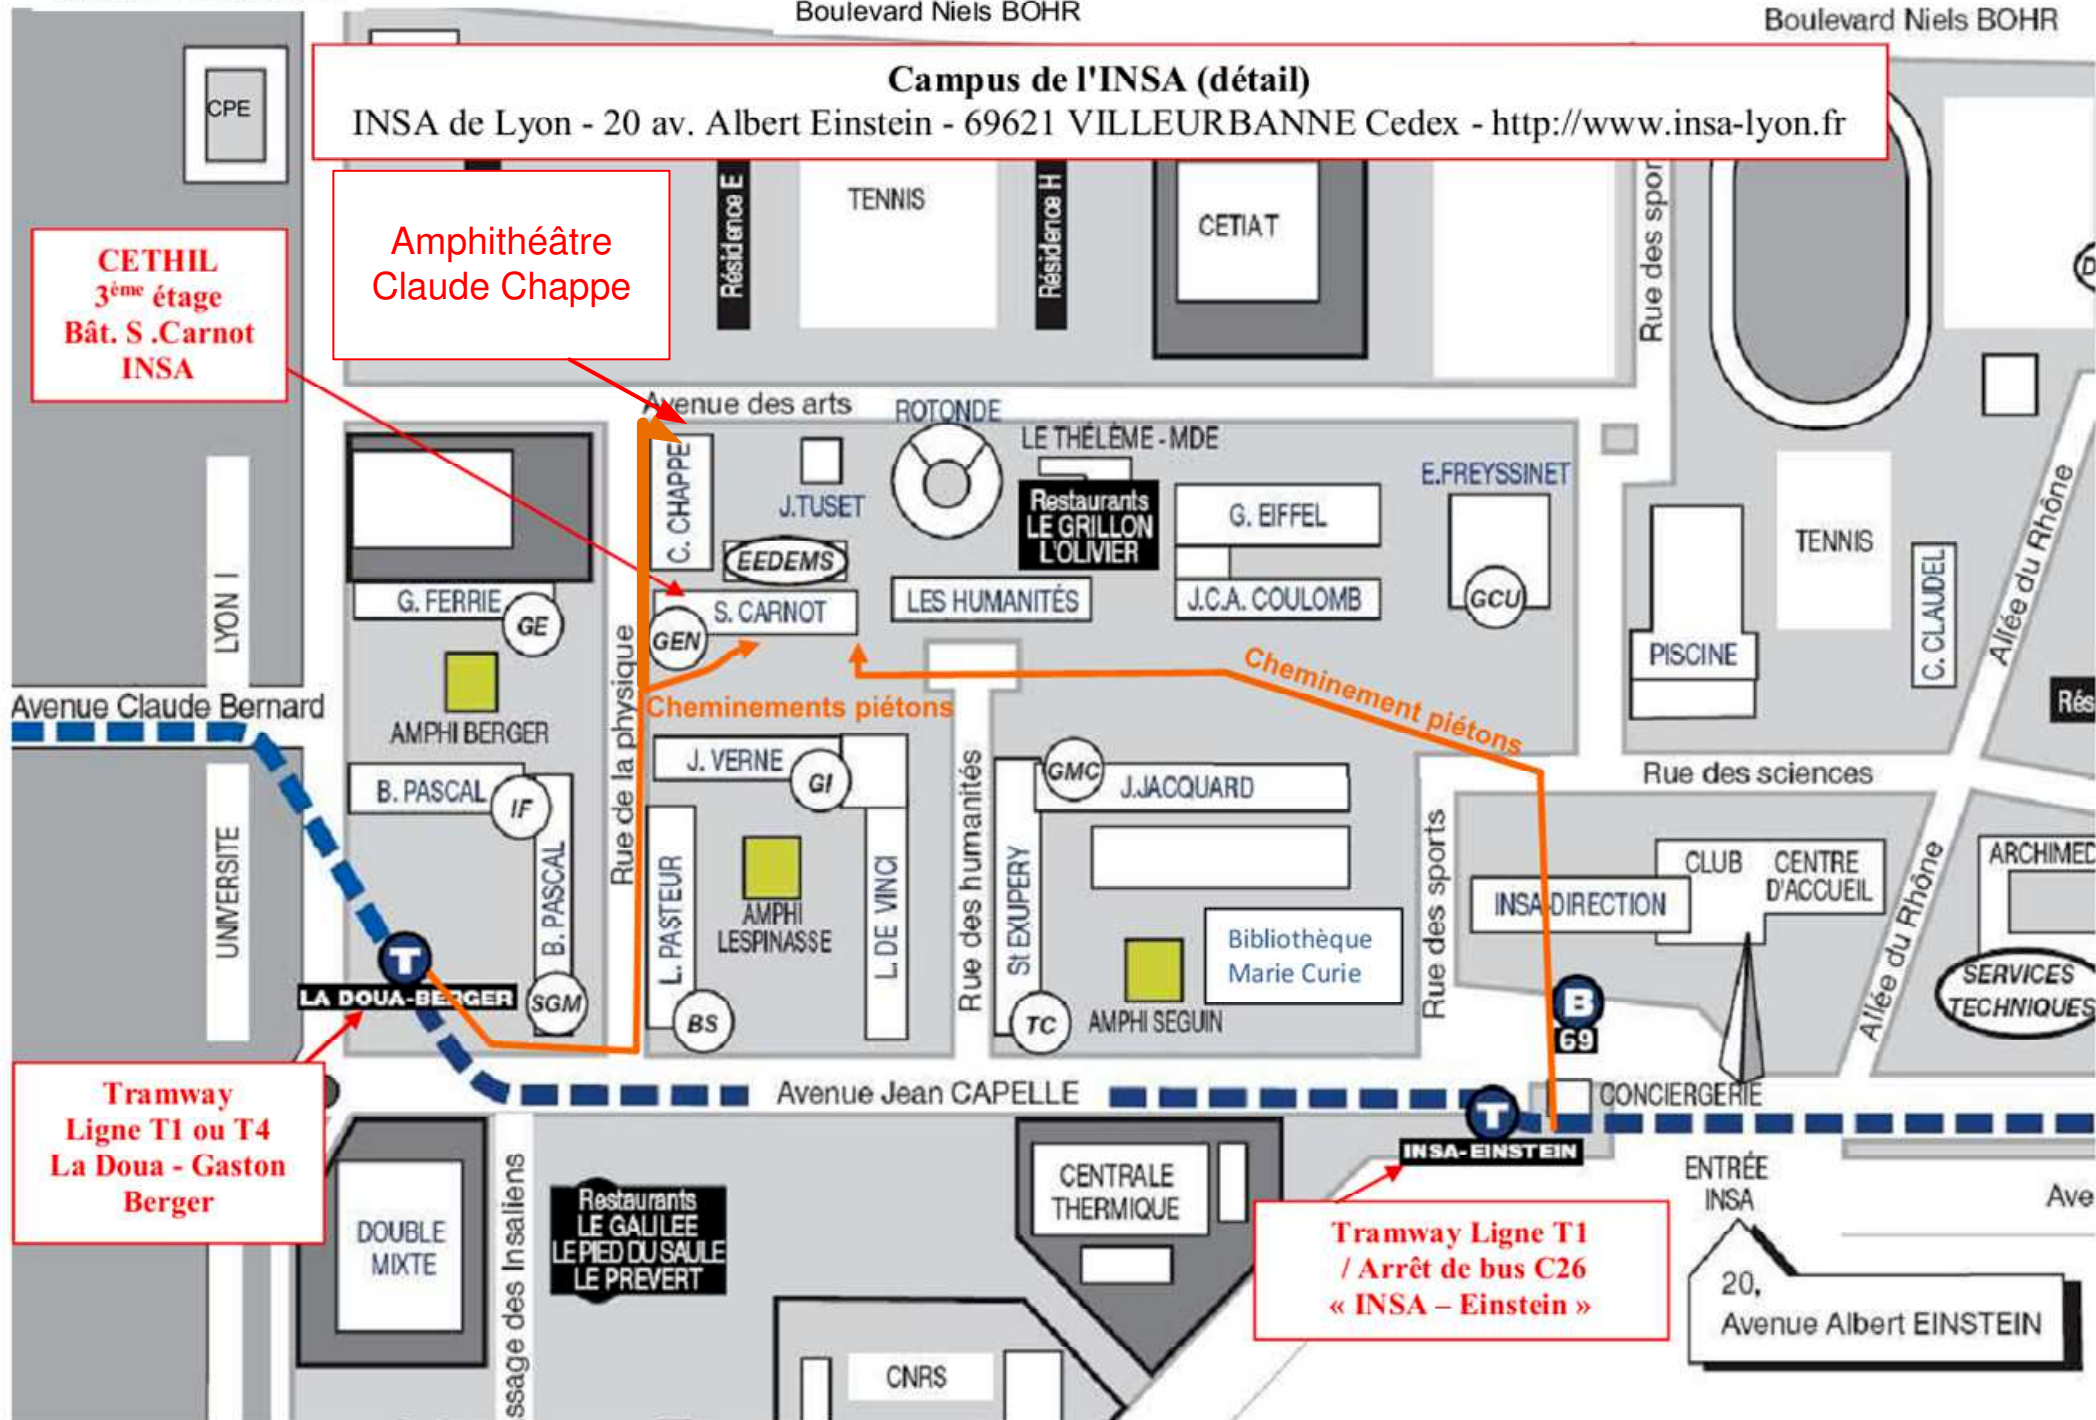 Boulevard Niels BOHR
Boulevard Niels BOHR
Campus de l'INSA (détail)
INSA de Lyon - 20 av. Albert Einstein - 69621 VILLEURBANNE Cedex - http://www.insa-lyon.fr
CPE
CETHIL
3ème étage
Bât. S .Carnot
INSA
Amphithéâtre
Claude Chappe
Résidence E
TENNIS
Résidence H
CETIAT
Rue des spor
Avenue des arts
ROTONDE
LE THÉLÈME - MDE
C. CHAPPE
J.TUSET
EEDEMS
Restaurants
LE GRILLON
L'OLIVIER
G. EIFFEL
E.FREYSSINET
GCU
TENNIS
C. CLAUDEL
Allée du Rhône
LYON I
G. FERRIE
GE
S. CARNOT
GEN
LES HUMANITÉS
J.C.A. COULOMB
PISCINE
Rés
Avenue Claude Bernard
AMPHI BERGER
Rue de la physique
Cheminements piétons
Cheminement piétons
B. PASCAL
IF
B. PASCAL
SGM
J. VERNE
GI
L. PASTEUR
BS
AMPHI
LESPINASSE
L. DE VINCI
Rue des humanités
GMC
J.JACQUARD
St EXUPERY
TC
AMPHI SEGUIN
Bibliothèque
Marie Curie
Rue des sports
Rue des sciences
INSA-DIRECTION
CLUB
CENTRE
D'ACCUEIL
Allée du Rhône
ARCHIMED
SERVICES
TECHNIQUES
UNIVERSITE
T
LA DOUA-BERGER
B
69
Tramway
Ligne T1 ou T4
La Doua - Gaston
Berger
Avenue Jean CAPELLE
T
INSA-EINSTEIN
CONCIERGERIE
ENTRÉE
INSA
Ave
DOUBLE
MIXTE
ssage des Insaliens
Restaurants
LE GALILEE
LE PIED DU SAULE
LE PREVERT
CENTRALE
THERMIQUE
Tramway Ligne T1
/ Arrêt de bus C26
« INSA – Einstein »
20,
Avenue Albert EINSTEIN
CNRS